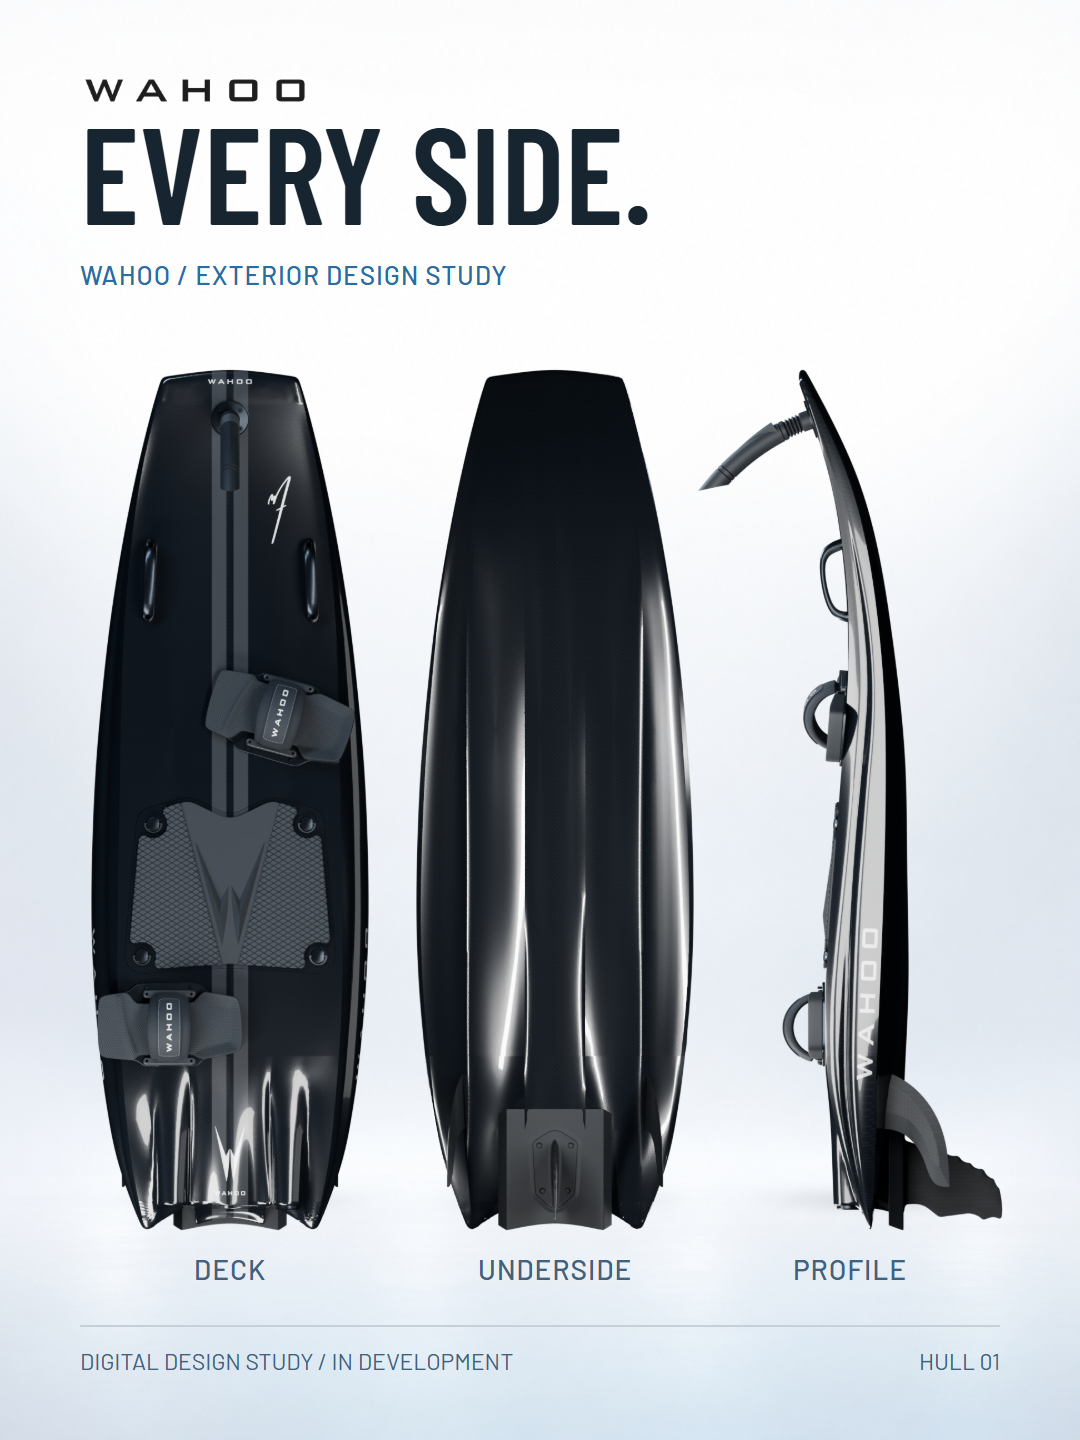 WAHOO
EVERY SIDE.
WAHOO / EXTERIOR DESIGN STUDY
WAHOO
WAHOO
WAHOO
WAHOO
WAHOO
DECK
UNDERSIDE
PROFILE
DIGITAL DESIGN STUDY / IN DEVELOPMENT
HULL 01